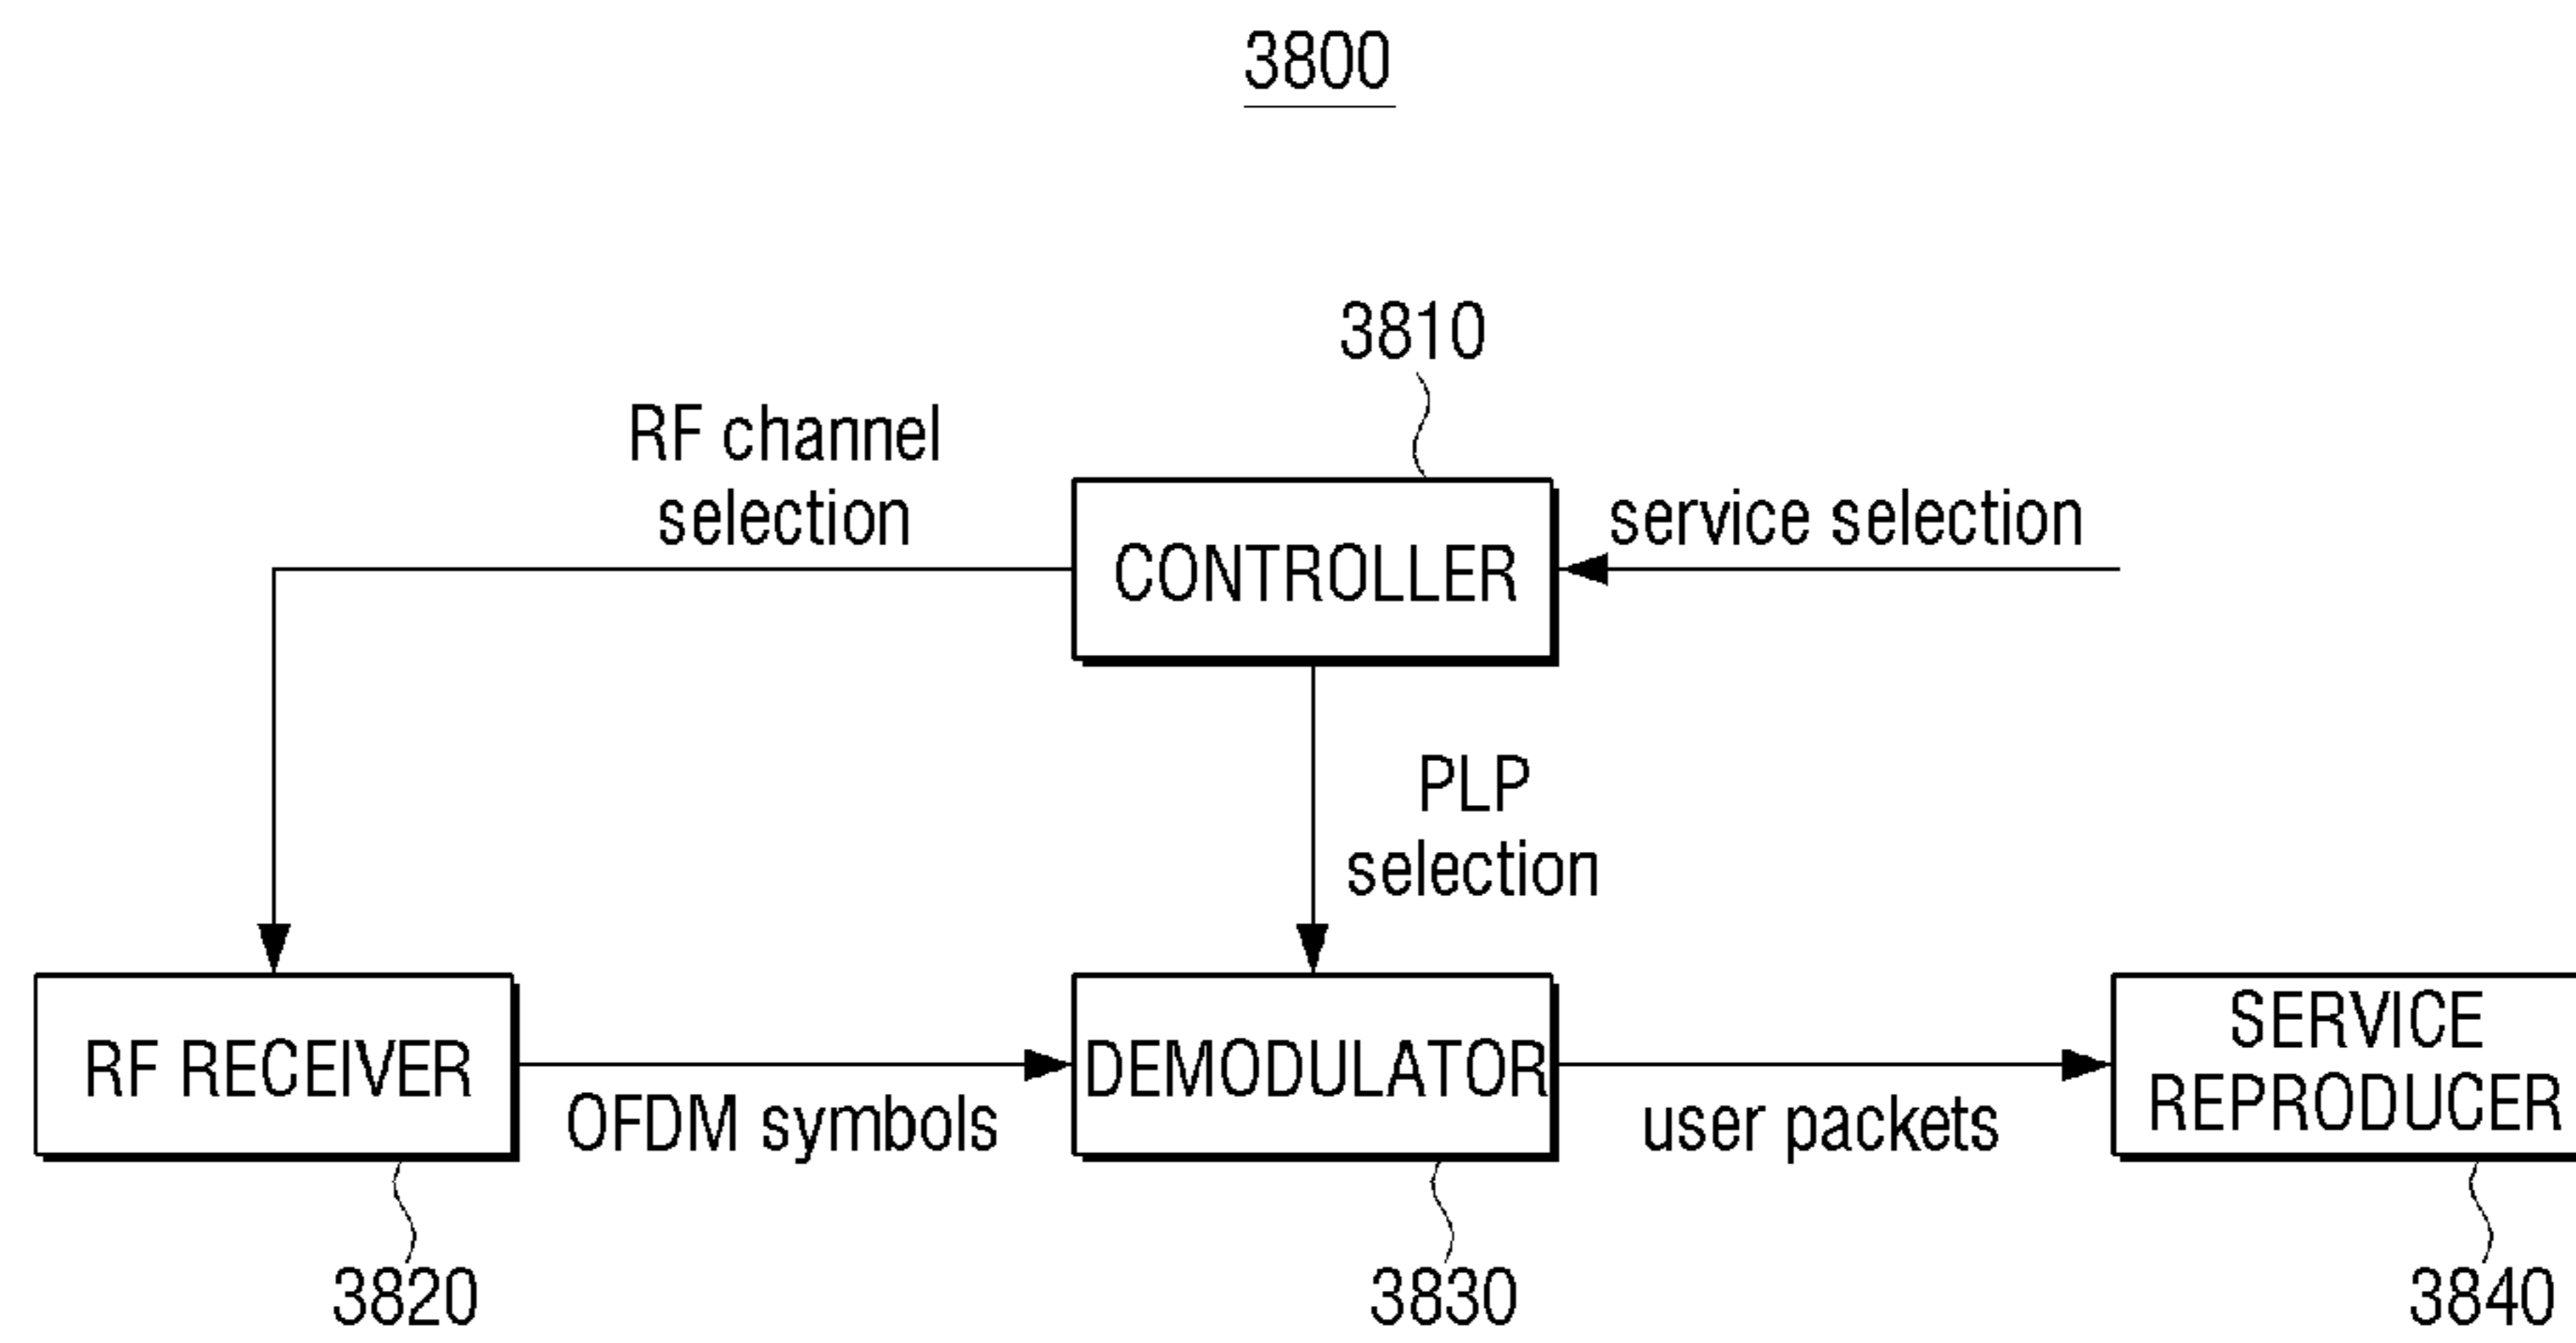 3800
3810
RF channel
selection
CONTROLLER
service selection
PLP
selection
RF RECEIVER
OFDM symbols
DEMODULATOR
user packets
SERVICE
REPRODUCER
3820
3830
3840